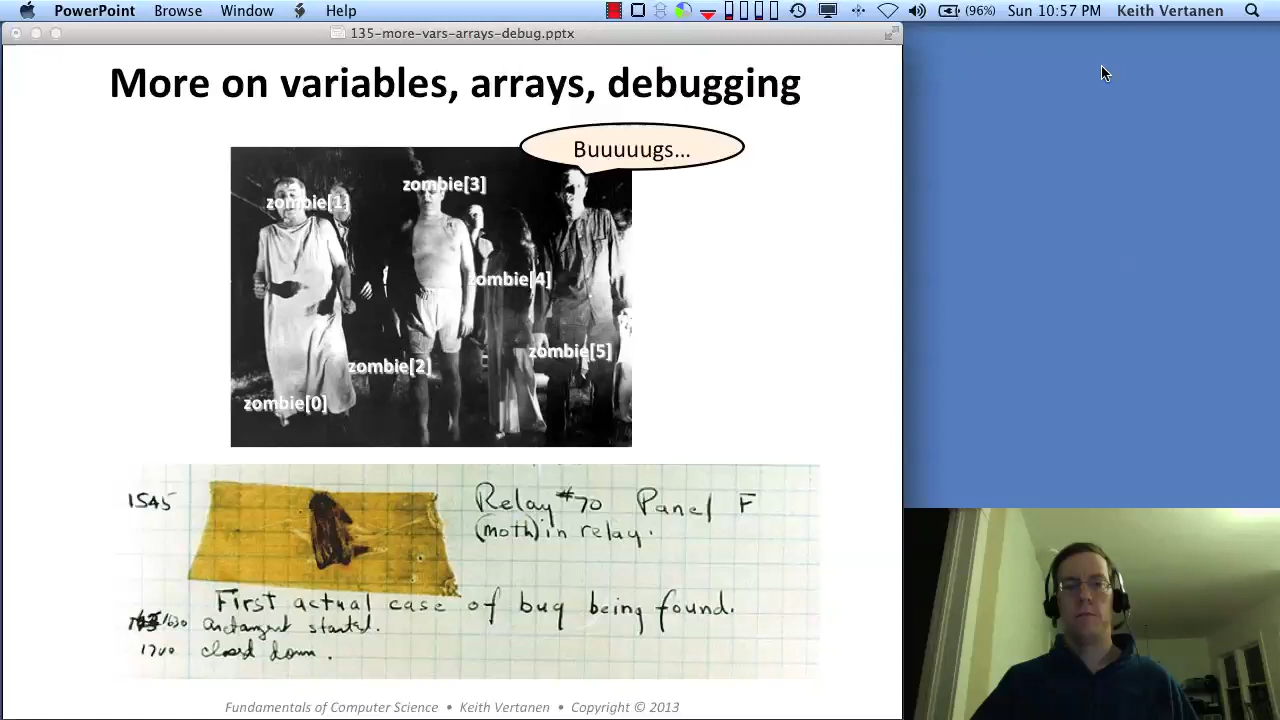 PowerPoint Browse Window Help (96%) Sun 10:57 PM Keith Vertanen
135-more-vars-arrays-debug.pptx
More on variables, arrays, debugging
Buuuuugs...
zombie[3]
zombie[1]
zombie[4]
zombie[5]
zombie[2]
zombie[0]
1545 Relay #70 Panel F
(moth) in relay.
First actual case of bug being found.
1630 antangent started.
1700 closed down.
Fundamentals of Computer Science • Keith Vertanen • Copyright © 2013